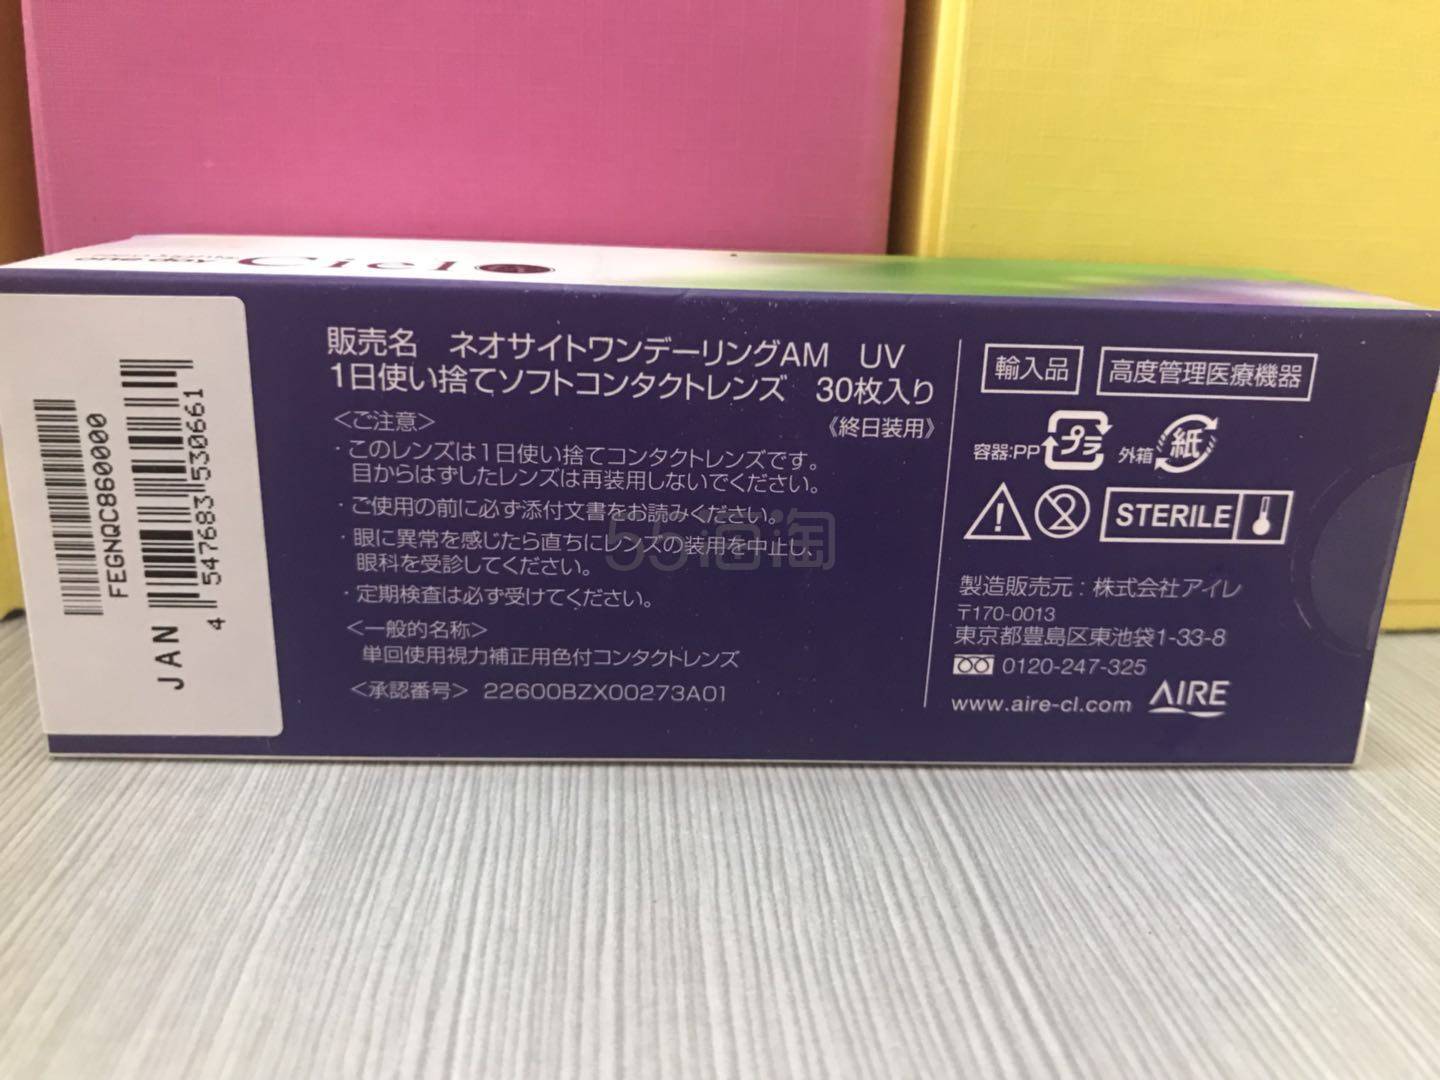 one day Ciel
FEGNQC860000
JAN
4 547683 530661
販売名 ネオサイトワンデーリングAM UV
1日使い捨てソフトコンタクトレンズ 30枚入り
《終日装用》
＜ご注意＞
・このレンズは1日使い捨てコンタクトレンズです。
目からはずしたレンズは再装用しないでください。
・ご使用の前に必ず添付文書をお読みください。
・眼に異常を感じたら直ちにレンズの装用を中止し、
眼科を受診してください。
・定期検査は必ず受けてください。
＜一般的名称＞
単回使用視力補正用色付コンタクトレンズ
＜承認番号＞ 22600BZX00273A01
輸入品 高度管理医療機器
容器:PP プラ 外箱 紙
2 STERILE
製造販売元：株式会社アイレ
〒170-0013
東京都豊島区東池袋1-33-8
0120-247-325
www.aire-cl.com AIRE
55海淘